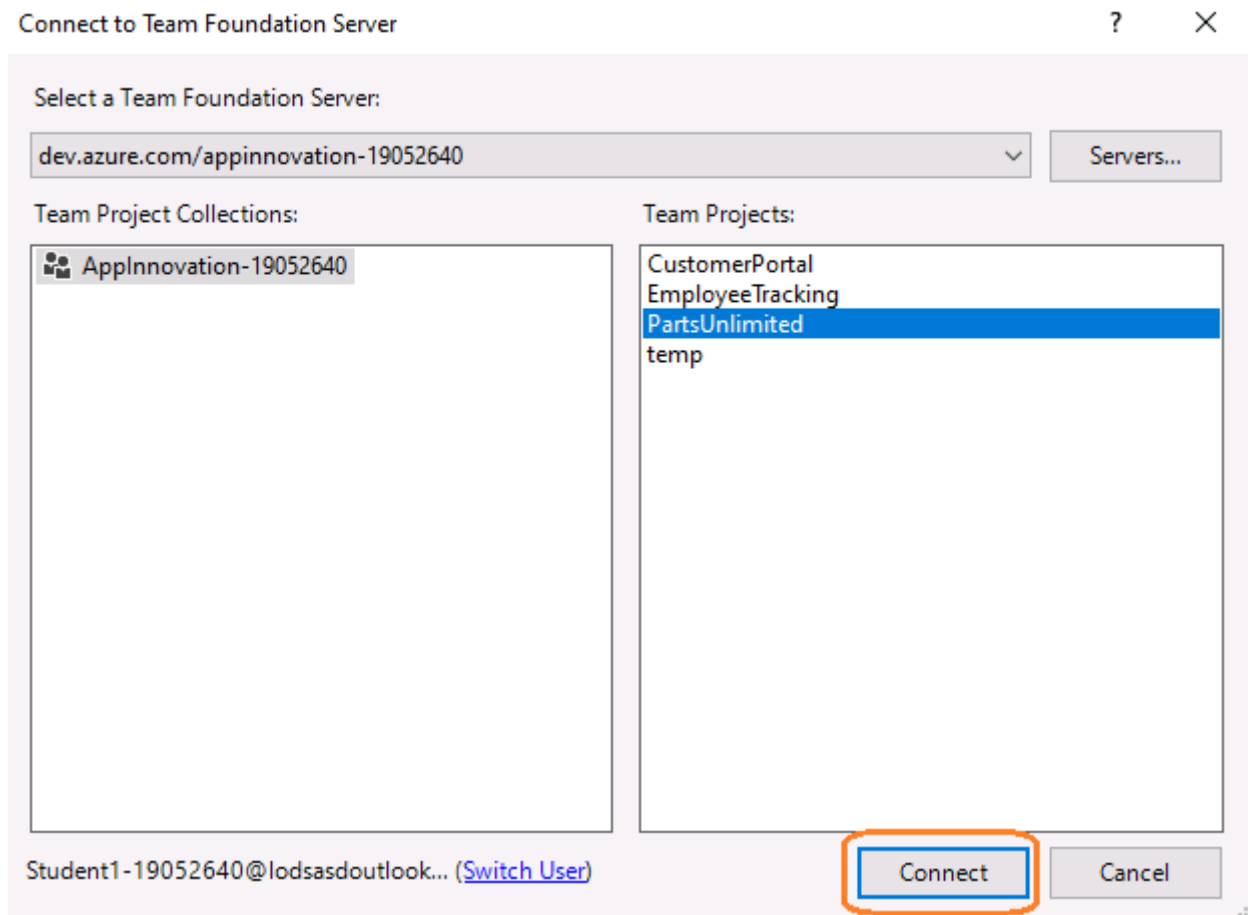 Connect to Team Foundation Server
?
Select a Team Foundation Server:
dev.azure.com/appinnovation-19052640
Servers...
Team Project Collections:
Team Projects:
AppInnovation-19052640
CustomerPortal
EmployeeTracking
PartsUnlimited
temp
Student1-19052640@lodsasdoutlook... (Switch User)
Connect
Cancel